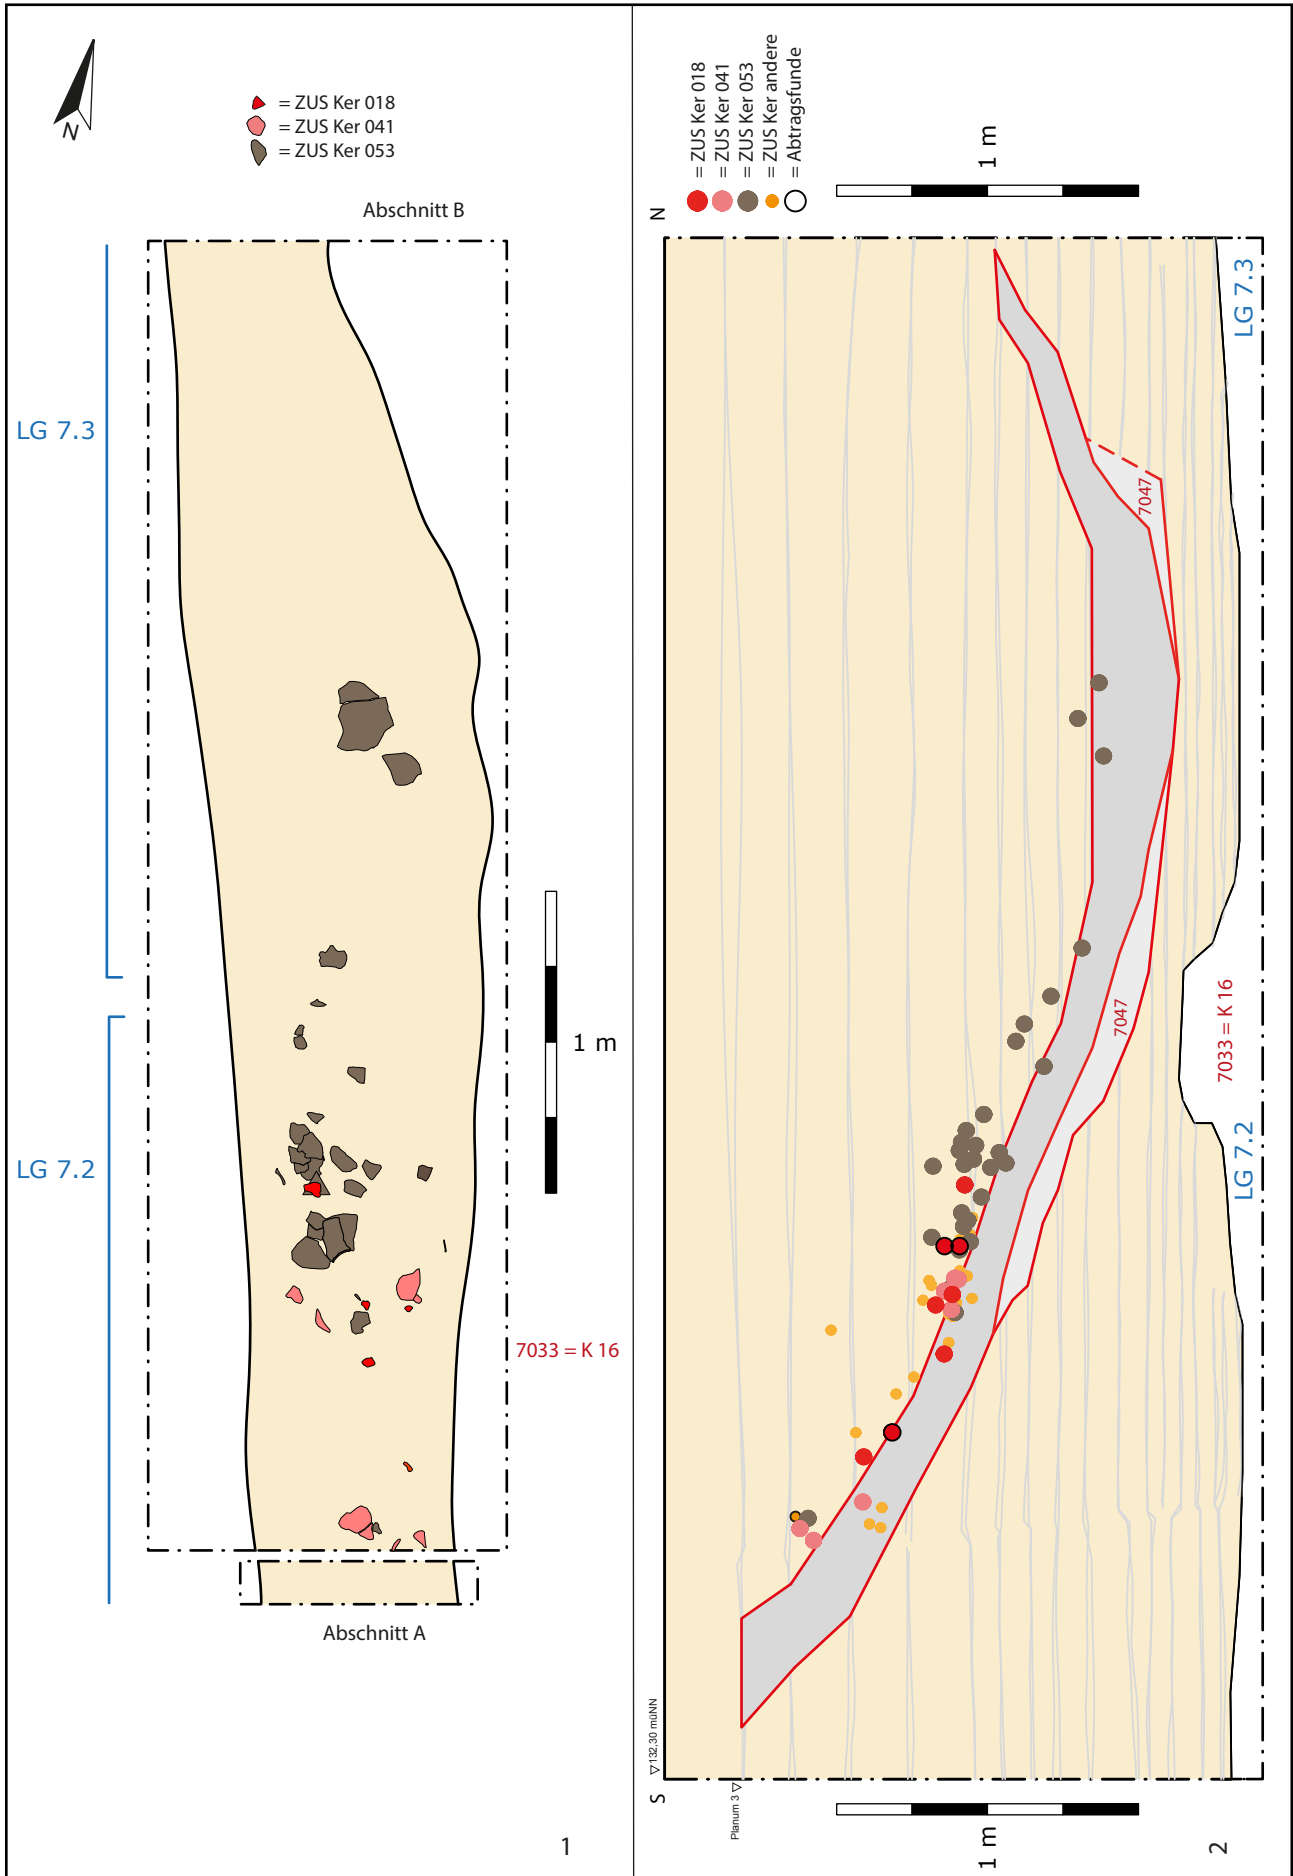 N
= ZUS Ker 018
= ZUS Ker 041
= ZUS Ker 053
Abschnitt B
LG 7.3
1 m
LG 7.2
7033 = K 16
Abschnitt A
1
= ZUS Ker 018
= ZUS Ker 041
= ZUS Ker 053
= ZUS Ker andere
= Abtragsfunde
1 m
N
LG 7.3
7047
7047
7033 = K 16
LG 7.2
132,30 müNN
S
Planum 3
1 m
2